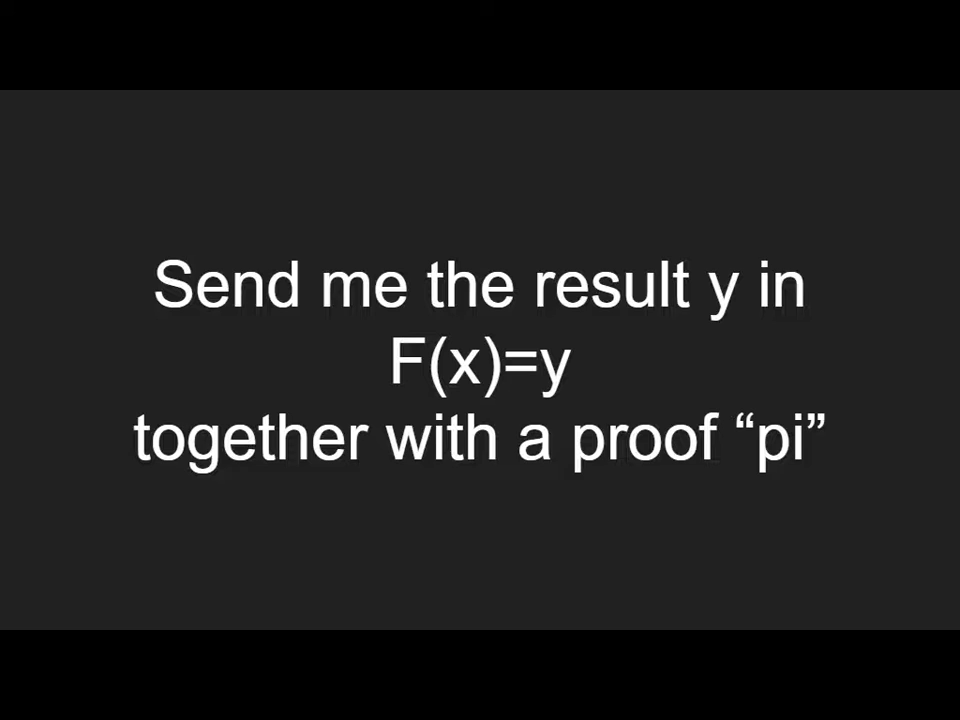 Send me the result y in
F(x)=y
together with a proof “pi”